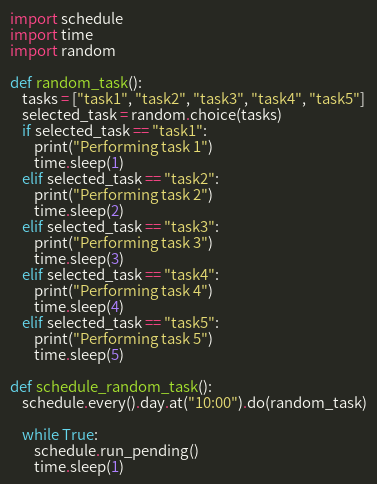 import schedule
import time
import random

def random_task():
    tasks = ["task1", "task2", "task3", "task4", "task5"]
    selected_task = random.choice(tasks)
    if selected_task == "task1":
        print("Performing task 1")
        time.sleep(1)
    elif selected_task == "task2":
        print("Performing task 2")
        time.sleep(2)
    elif selected_task == "task3":
        print("Performing task 3")
        time.sleep(3)
    elif selected_task == "task4":
        print("Performing task 4")
        time.sleep(4)
    elif selected_task == "task5":
        print("Performing task 5")
        time.sleep(5)

def schedule_random_task():
    schedule.every().day.at("10:00").do(random_task)

    while True:
        schedule.run_pending()
        time.sleep(1)